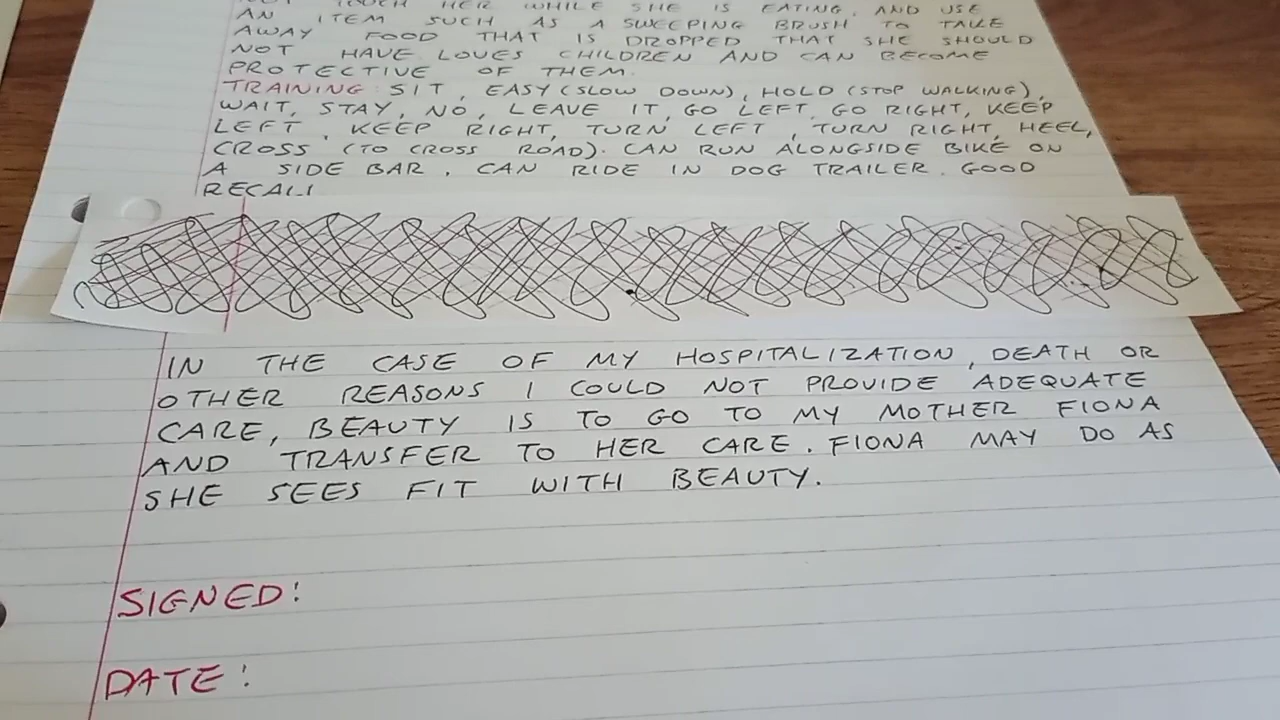 TOUCH HER WHILE SHE IS EATING. AND USE
AN ITEM SUCH AS A SWEEPING BRUSH TO TAKE
AWAY FOOD THAT IS DROPPED THAT SHE SHOULD
NOT HAVE. LOVES CHILDREN AND CAN BECOME
PROTECTIVE OF THEM.
TRAINING: SIT, EASY (SLOW DOWN), HOLD (STOP WALKING),
WAIT, STAY, NO, LEAVE IT, GO LEFT, GO RIGHT, KEEP
LEFT, KEEP RIGHT, TURN LEFT, TURN RIGHT, HEEL,
CROSS (TO CROSS ROAD). CAN RUN ALONGSIDE BIKE ON
A SIDE BAR. CAN RIDE IN DOG TRAILER. GOOD
RECALL
IN THE CASE OF MY HOSPITALIZATION, DEATH OR
OTHER REASONS I COULD NOT PROVIDE ADEQUATE
CARE, BEAUTY IS TO GO TO MY MOTHER FIONA
AND TRANSFER TO HER CARE. FIONA MAY DO AS
SHE SEES FIT WITH BEAUTY.
SIGNED:
DATE: